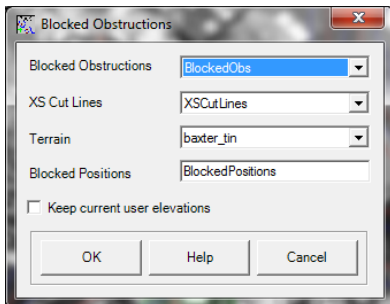 Blocked Obstructions
Blocked Obstructions BlockedObs
XS Cut Lines XSCutLines
Terrain baxter_tin
Blocked Positions BlockedPositions
Keep current user elevations
OK Help Cancel